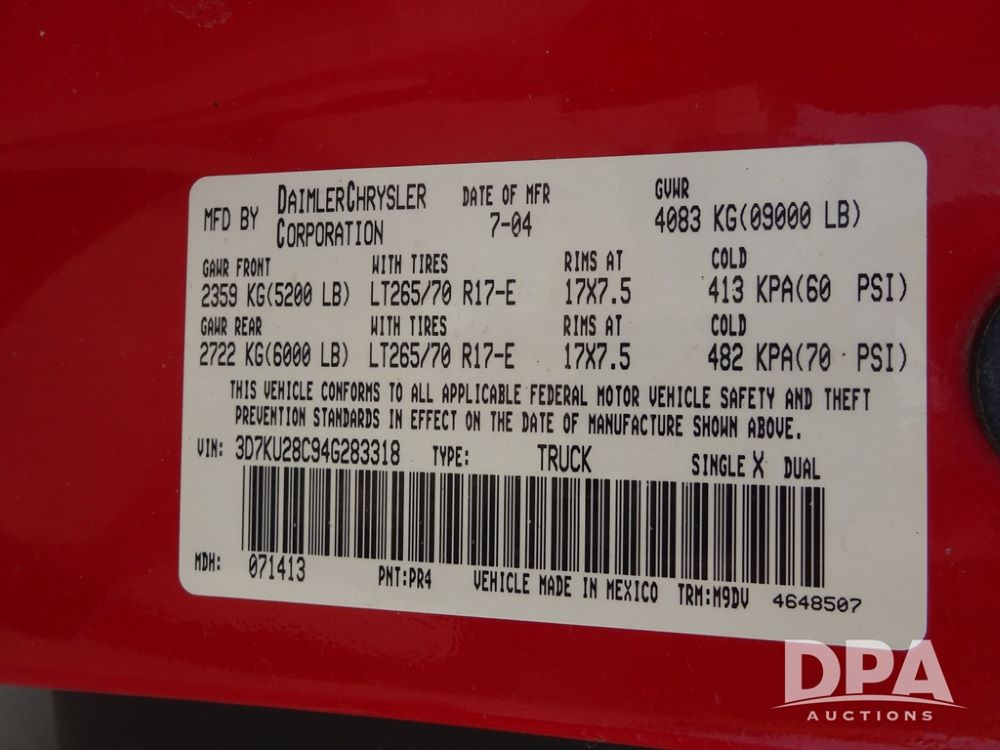 MFD BY DAIMLERCHRYSLER CORPORATION DATE OF MFR 7-04 GVWR 4083 KG(09000 LB)
GAWR FRONT WITH TIRES RIMS AT COLD
2359 KG(5200 LB) LT265/70 R17-E 17X7.5 413 KPA(60 PSI)
GAWR REAR WITH TIRES RIMS AT COLD
2722 KG(6000 LB) LT265/70 R17-E 17X7.5 482 KPA(70 PSI)
THIS VEHICLE CONFORMS TO ALL APPLICABLE FEDERAL MOTOR VEHICLE SAFETY AND THEFT
PREVENTION STANDARDS IN EFFECT ON THE DATE OF MANUFACTURE SHOWN ABOVE.
VIN: 3D7KU28C94G283318 TYPE: TRUCK SINGLE X DUAL
MDH: 071413 PNT:PR4 VEHICLE MADE IN MEXICO TRM:M9DV 4648507
DPA
AUCTIONS